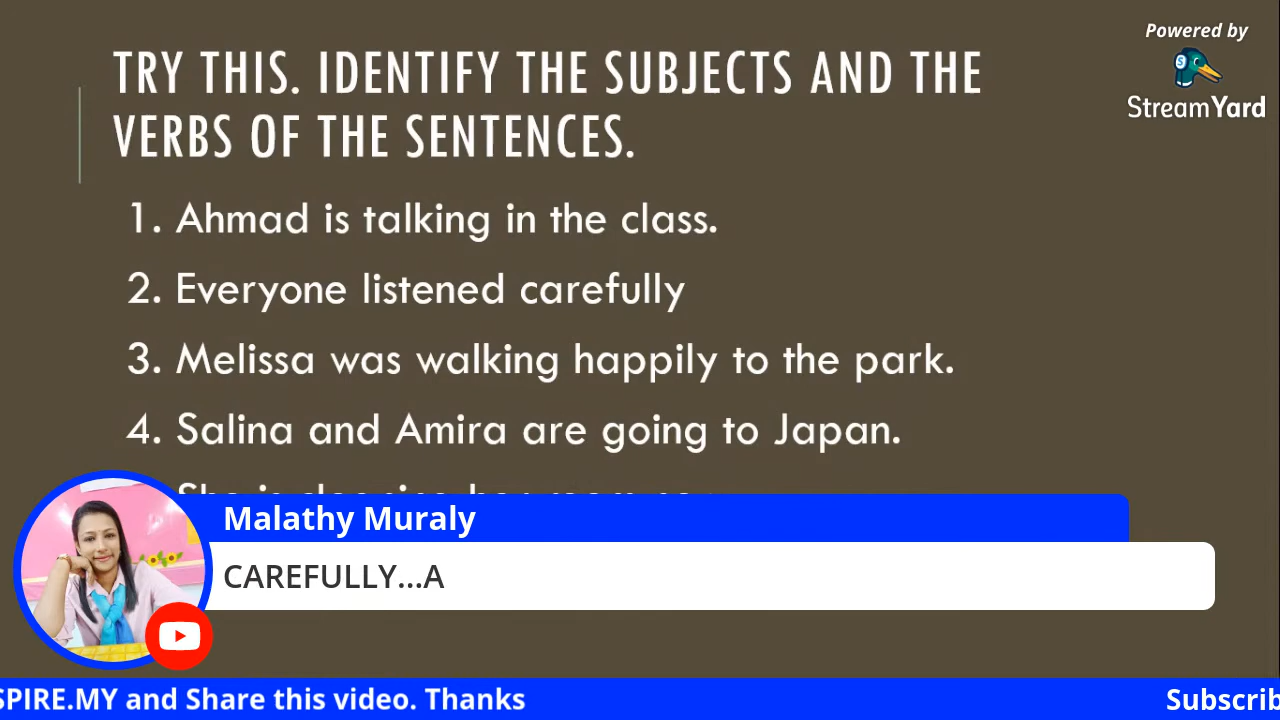 Powered by
StreamYard
TRY THIS. IDENTIFY THE SUBJECTS AND THE
VERBS OF THE SENTENCES.
1. Ahmad is talking in the class.
2. Everyone listened carefully
3. Melissa was walking happily to the park.
4. Salina and Amira are going to Japan.
She is
Malathy Muraly
CAREFULLY...A
SPIRE.MY and Share this video. Thanks
Subscrib